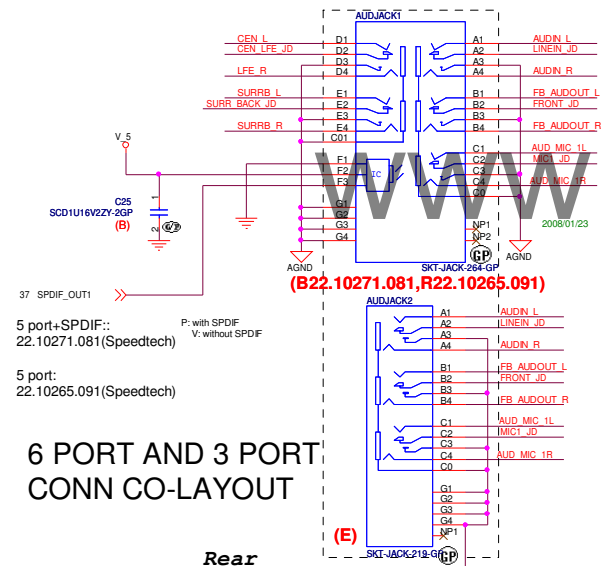 AUDJACK1
CEN_L D1 A1 AUDIN_L
CEN_LFE_JD D2 A2 LINEIN_JD
D3 A3
LFE_R D4 A4 AUDIN_R
SURRB_L E1 B1 FB_AUDOUT_L
SURR_BACK_JD E2 B2 FRONT_JD
E3 B3
SURRB_R E4 B4 FB_AUDOUT_R
C01
V_5
C1 AUD_MIC_1L
F1 C2 MIC1_JD
F2 IC C3
F3 C4 AUD_MIC_1R
C0
WWW
C25
SCD1U16V2ZY-2GP
(B)
1
2
G1
G2
G3 NP1
G4 NP2
2008/01/23
GP
AGND
AGND
SKT-JACK-264-GP
(B22.10271.081,R22.10265.091)
37 SPDIF_OUT1
AUDJACK2
5 port+SPDIF::
22.10271.081(Speedtech)
P: with SPDIF
V: without SPDIF
5 port:
22.10265.091(Speedtech)
A1 AUDIN_L
A2 LINEIN_JD
A3
A4 AUDIN_R
B1 FB_AUDOUT_L
B2 FRONT_JD
B3
B4 FB_AUDOUT_R
C1 AUD_MIC_1L
C2 MIC1_JD
C3
C4 AUD_MIC_1R
C0
G1
G2
G3
G4
NP1
6 PORT AND 3 PORT
CONN CO-LAYOUT
(E)
SKT-JACK-219-GP
GP
Rear